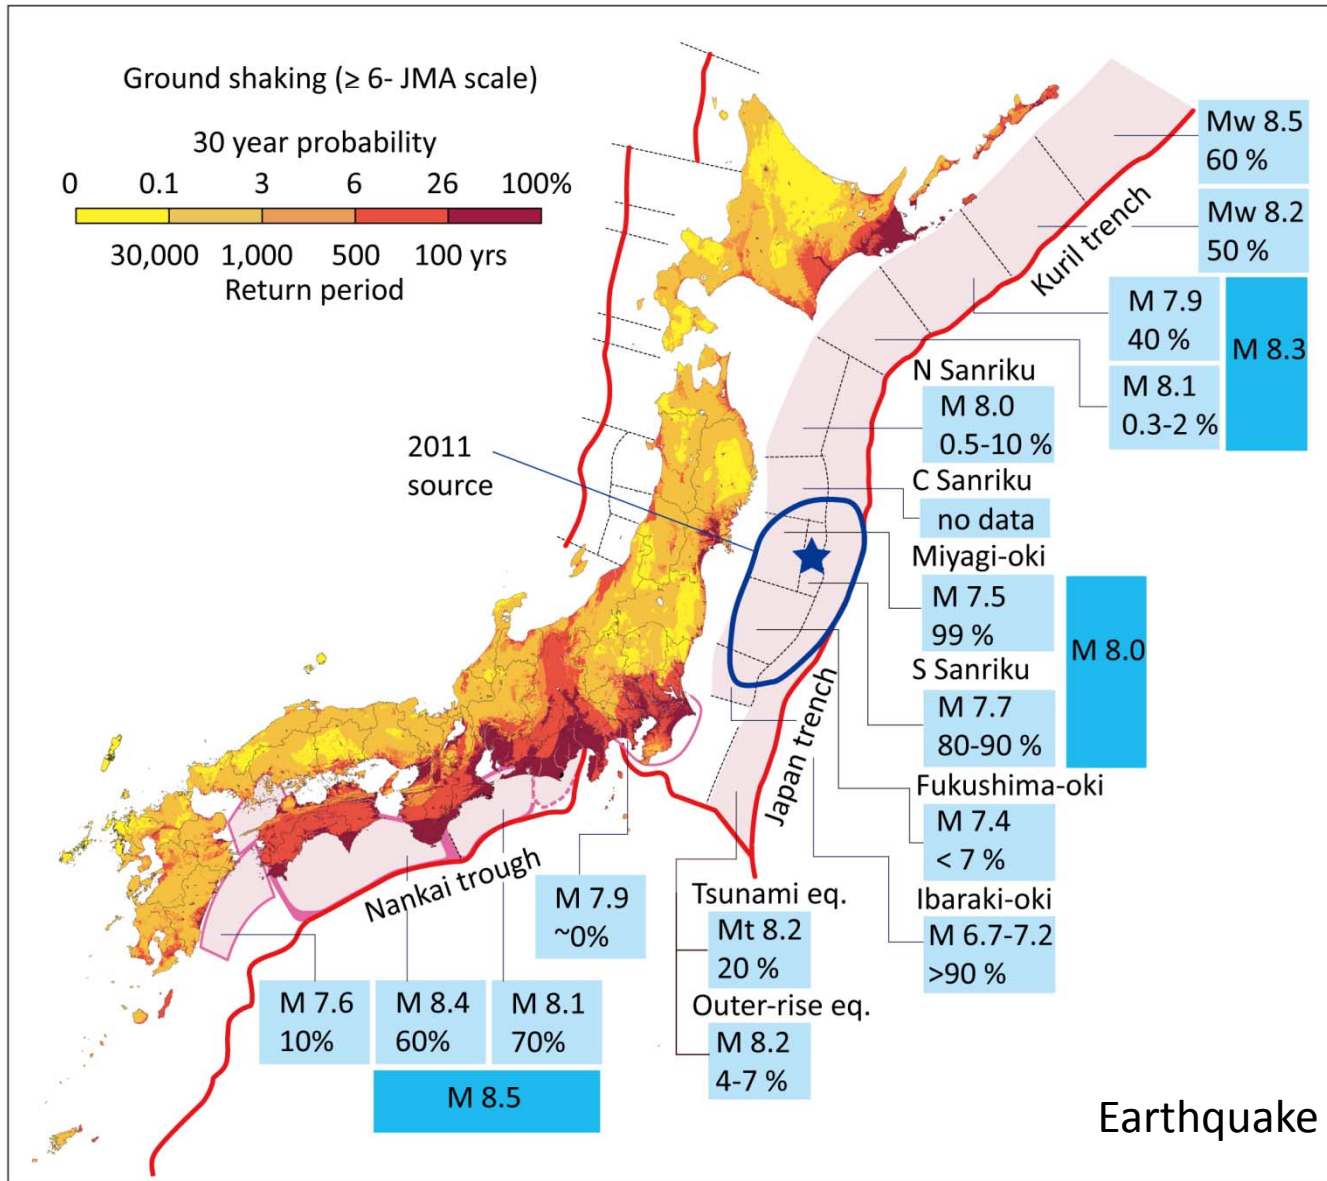 Ground shaking (≥ 6- JMA scale)
30 year probability
0 0.1 3 6 26 100%
30,000 1,000 500 100 yrs
Return period
Mw 8.5
60 %
Mw 8.2
50 %
Kuril trench
M 7.9
40 %
M 8.3
M 8.1
0.3-2 %
N Sanriku
M 8.0
0.5-10 %
2011
source
C Sanriku
no data
Miyagi-oki
M 7.5
99 %
M 8.0
S Sanriku
M 7.7
80-90 %
Japan trench
Fukushima-oki
M 7.4
< 7 %
Ibaraki-oki
M 6.7-7.2
>90 %
Nankai trough
M 7.9
~0%
Tsunami eq.
Mt 8.2
20 %
Outer-rise eq.
M 8.2
4-7 %
M 7.6
10%
M 8.4
60%
M 8.1
70%
M 8.5
Earthquake